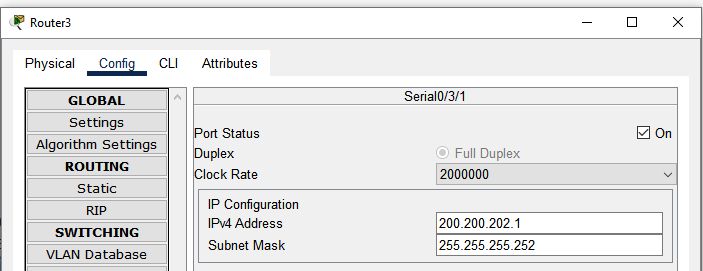 Router3
Physical Config CLI Attributes
GLOBAL
Settings
Algorithm Settings
ROUTING
Static
RIP
SWITCHING
VLAN Database
Serial0/3/1
Port Status On
Duplex Full Duplex
Clock Rate 2000000
IP Configuration
IPv4 Address 200.200.202.1
Subnet Mask 255.255.255.252